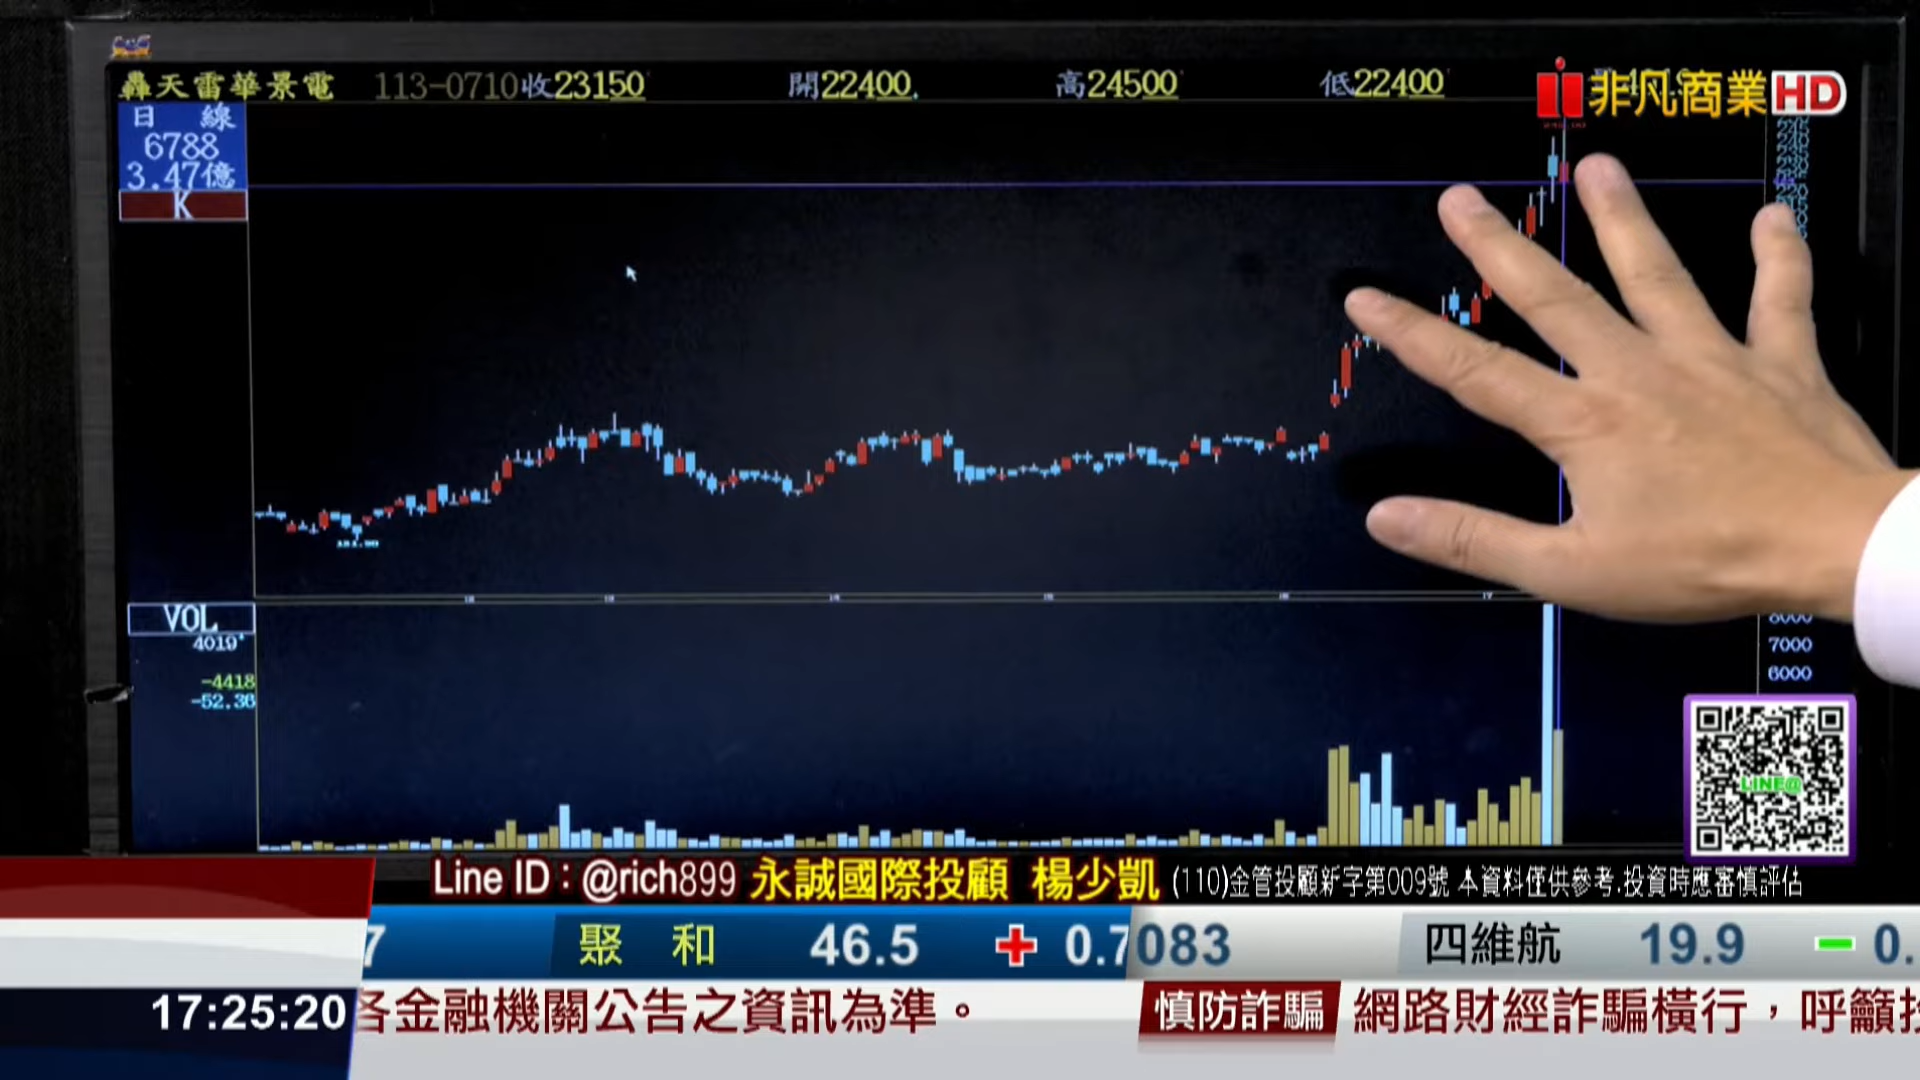 轟天雷華景電 113-0710 收23150 開22400 高24500 低22400
非凡商業HD
日 線
6788
3.47億
K
VOL
4019
-4418
-52.36
8000
7000
6000
LINE@
Line ID：@rich899 永誠國際投顧 楊少凱 (110)金管投顧新字第009號 本資料僅供參考.投資時應審慎評估
7 聚 和 46.5 0.7083 四維航 19.9 0.
17:25:20 各金融機關公告之資訊為準。 慎防詐騙 網路財經詐騙橫行，呼籲投